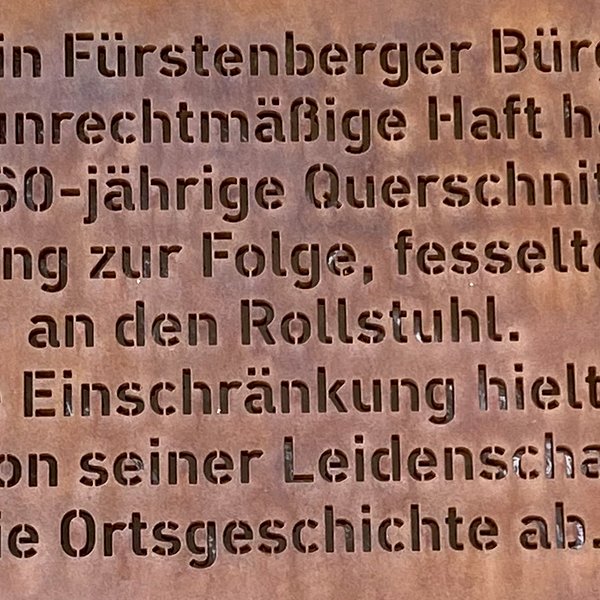 in Fürstenberger Bürg
unrechtmäßige Haft ha
60-jährige Querschnit
ng zur Folge, fesselte
an den Rollstuhl.
Einschränkung hielt
on seiner Leidenscha
ie Ortsgeschichte ab.